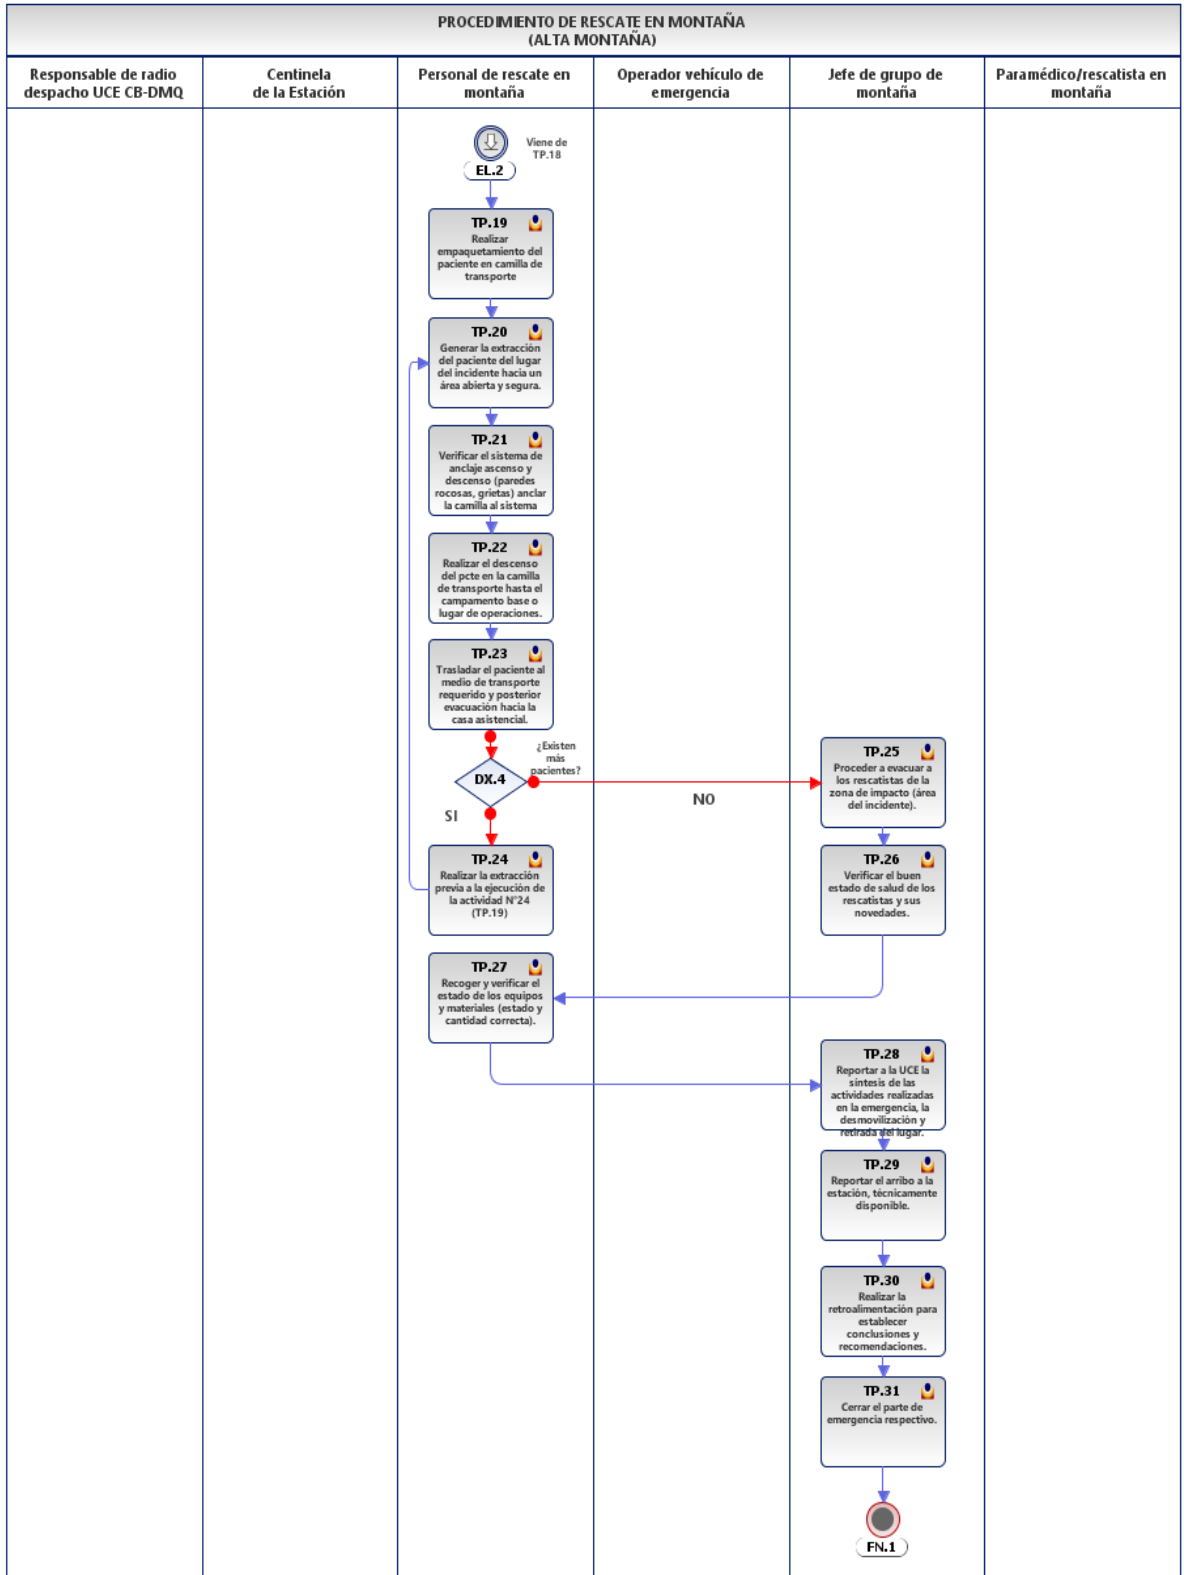 PROCEDIMIENTO DE RESCATE EN MONTAÑA
(ALTA MONTAÑA)
Responsable de radio
despacho UCE CB-DMQ
Centinela
de la Estación
Personal de rescate en
montaña
Operador vehículo de
emergencia
Jefe de grupo de
montaña
Paramédico/rescatista en
montaña
Viene de
TP.18
EL.2
TP.19
Realizar
empaquetamiento del
paciente en camilla de
transporte
TP.20
Generar la extracción
del paciente del lugar
del incidente hacia un
área abierta y segura.
TP.21
Verificar el sistema de
anclaje ascenso y
descenso (paredes
rocosas, grietas) anclar
la camilla al sistema
TP.22
Realizar el descenso
del pcte en la camilla
de transporte hasta el
campamento base o
lugar de operaciones.
TP.23
Trasladar el paciente al
medio de transporte
requerido y posterior
evacuación hacia la
casa asistencial.
¿Existen
más
pacientes?
DX.4
NO
SI
TP.25
Proceder a evacuar a
los rescatistas de la
zona de impacto (área
del incidente).
TP.24
Realizar la extracción
previa a la ejecución de
la actividad N°24
(TP.19)
TP.26
Verificar el buen
estado de salud de los
rescatistas y sus
novedades.
TP.27
Recoger y verificar el
estado de los equipos
y materiales (estado y
cantidad correcta).
TP.28
Reportar a la UCE la
síntesis de las
actividades realizadas
en la emergencia, la
desmovilización y
retirada del lugar.
TP.29
Reportar el arribo a la
estación, técnicamente
disponible.
TP.30
Realizar la
retroalimentación para
establecer
conclusiones y
recomendaciones.
TP.31
Cerrar el parte de
emergencia respectivo.
FN.1